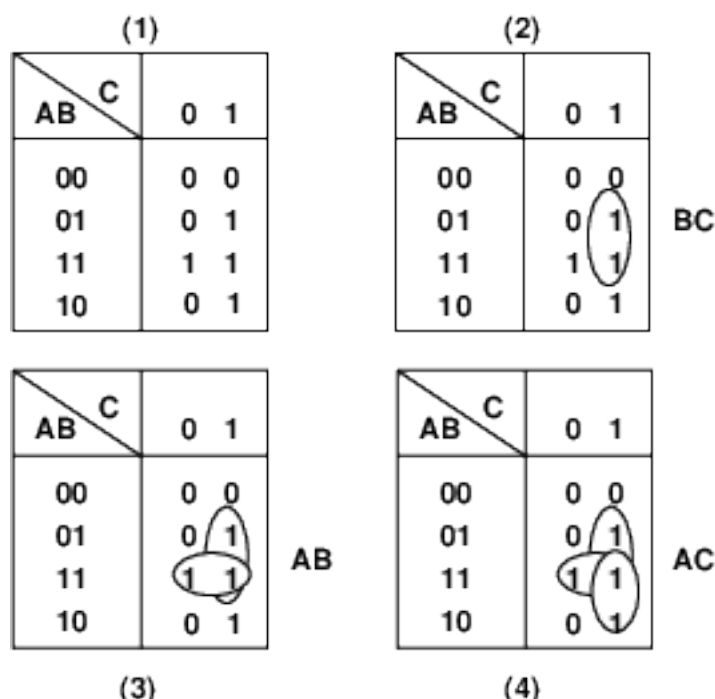 (1) (2)
C C
AB 0 1 AB 0 1
00 0 0 00 0 0
01 0 1 01 0 1 BC
11 1 1 11 1 1
10 0 1 10 0 1
C C
AB 0 1 AB 0 1
00 0 0 00 0 0
01 0 1 01 0 1
11 1 1 AB 11 1 1 AC
10 0 1 10 0 1
(3) (4)